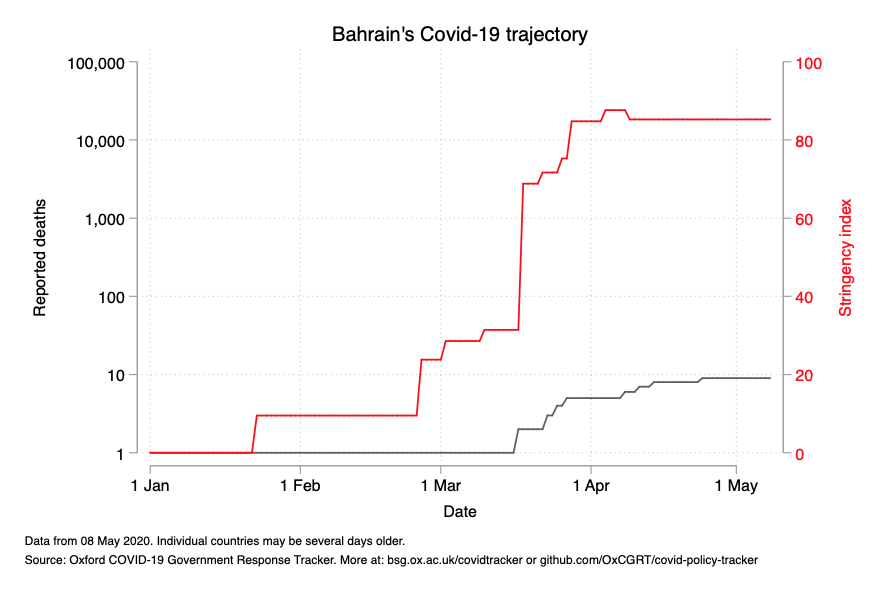 Bahrain's Covid-19 trajectory
100,000
10,000
1,000
100
10
1
Reported deaths
100
80
60
40
20
0
Stringency index
1 Jan
1 Feb
1 Mar
1 Apr
1 May
Date
Data from 08 May 2020. Individual countries may be several days older.
Source: Oxford COVID-19 Government Response Tracker. More at: bsg.ox.ac.uk/covidtracker or github.com/OxCGRT/covid-policy-tracker